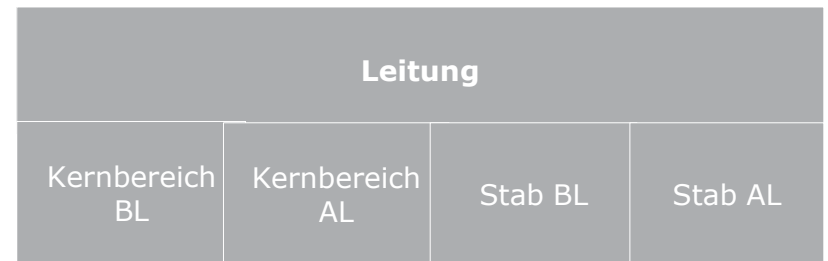 Leitung
Kernbereich
BL
Kernbereich
AL
Stab BL
Stab AL